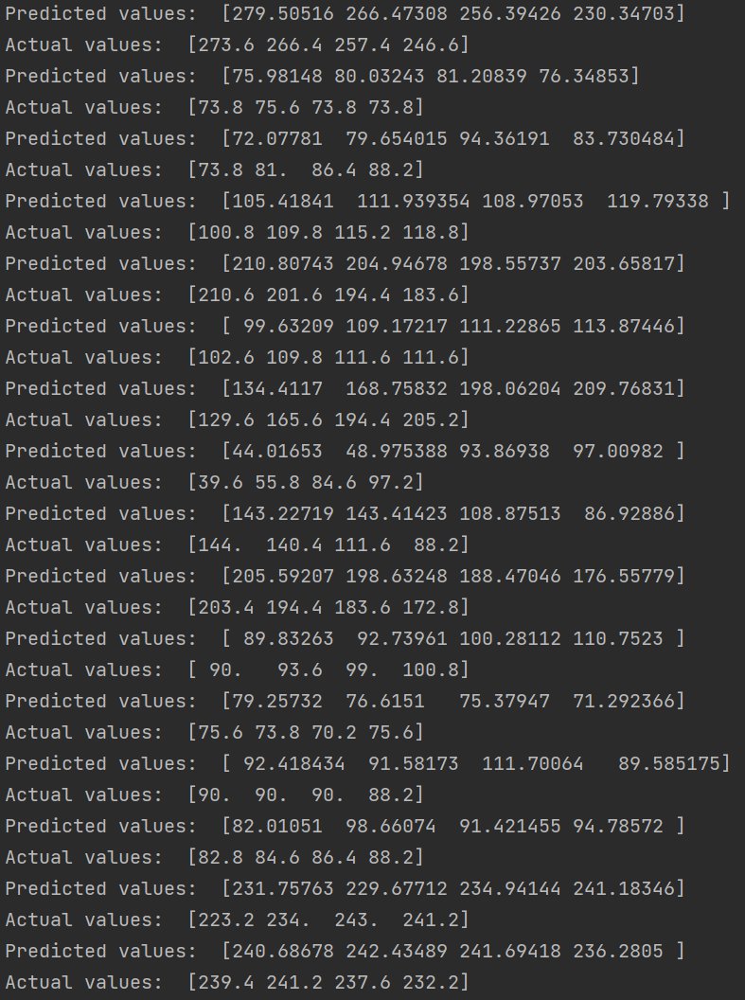 Predicted values:  [279.50516 266.47308 256.39426 230.34703]
Actual values:  [273.6 266.4 257.4 246.6]
Predicted values:  [75.98148 80.03243 81.20839 76.34853]
Actual values:  [73.8 75.6 73.8 73.8]
Predicted values:  [72.07781  79.654015 94.36191  83.730484]
Actual values:  [73.8 81.  86.4 88.2]
Predicted values:  [105.41841  111.939354 108.97053  119.79338 ]
Actual values:  [100.8 109.8 115.2 118.8]
Predicted values:  [210.80743 204.94678 198.55737 203.65817]
Actual values:  [210.6 201.6 194.4 183.6]
Predicted values:  [ 99.63209 109.17217 111.22865 113.87446]
Actual values:  [102.6 109.8 111.6 111.6]
Predicted values:  [134.4117  168.75832 198.06204 209.76831]
Actual values:  [129.6 165.6 194.4 205.2]
Predicted values:  [44.01653  48.975388 93.86938  97.00982 ]
Actual values:  [39.6 55.8 84.6 97.2]
Predicted values:  [143.22719 143.41423 108.87513  86.92886]
Actual values:  [144.  140.4 111.6  88.2]
Predicted values:  [205.59207 198.63248 188.47046 176.55779]
Actual values:  [203.4 194.4 183.6 172.8]
Predicted values:  [ 89.83263  92.73961 100.28112 110.7523 ]
Actual values:  [ 90.   93.6  99.  100.8]
Predicted values:  [79.25732  76.6151   75.37947  71.292366]
Actual values:  [75.6 73.8 70.2 75.6]
Predicted values:  [ 92.418434  91.58173  111.70064   89.585175]
Actual values:  [90.  90.  90.  88.2]
Predicted values:  [82.01051  98.66074  91.421455 94.78572 ]
Actual values:  [82.8 84.6 86.4 88.2]
Predicted values:  [231.75763 229.67712 234.94144 241.18346]
Actual values:  [223.2 234.  243.  241.2]
Predicted values:  [240.68678 242.43489 241.69418 236.2805 ]
Actual values:  [239.4 241.2 237.6 232.2]